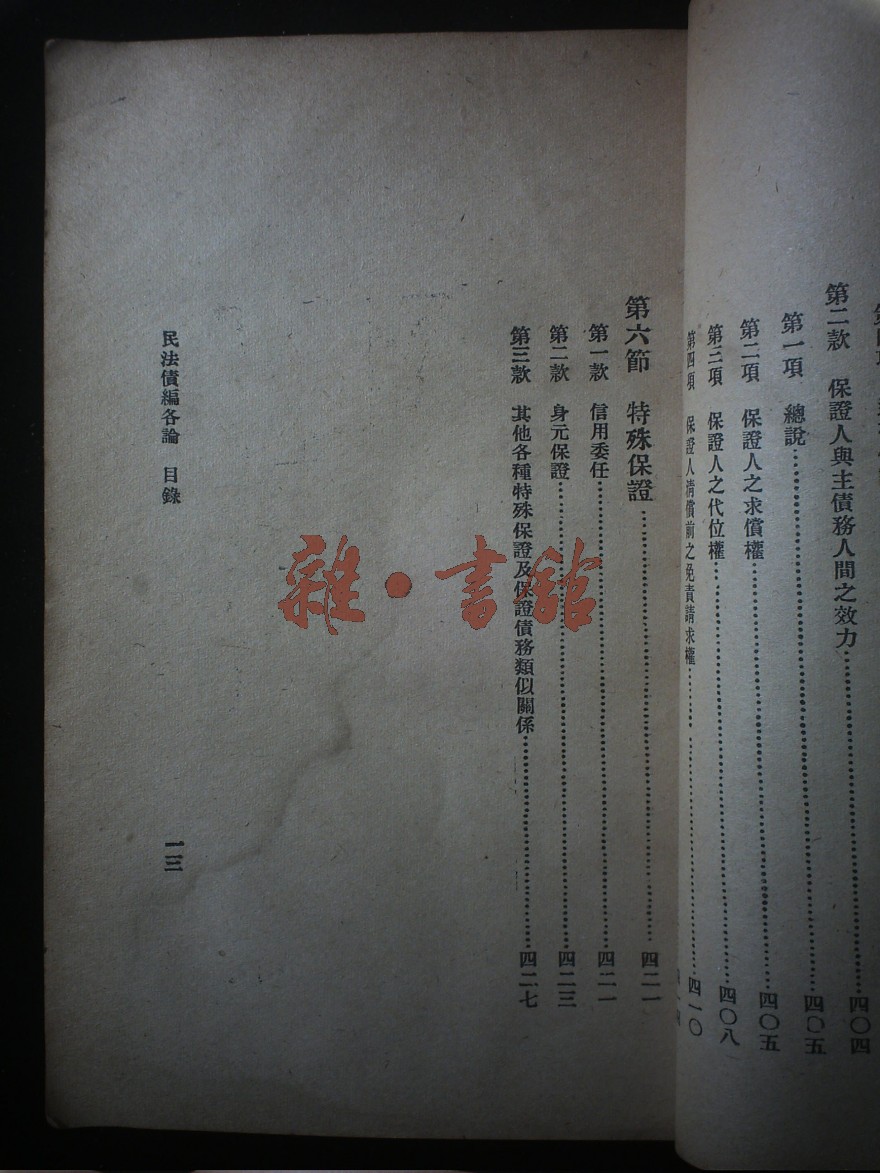 第二款 保證人與主債務人間之效力……四〇四
第一項 總說……四〇五
第二項 保證人之求償權……四〇五
第三項 保證人之代位權……四〇八
第四項 保證人清償前之免責請求權……四一〇
第六節 特殊保證……四二一
第一款 信用委任……四二一
第二款 身元保證……四二三
第三款 其他各種特殊保證及保證債務類似關係……四二七
民法債編各論 目錄
一三
雜·書館